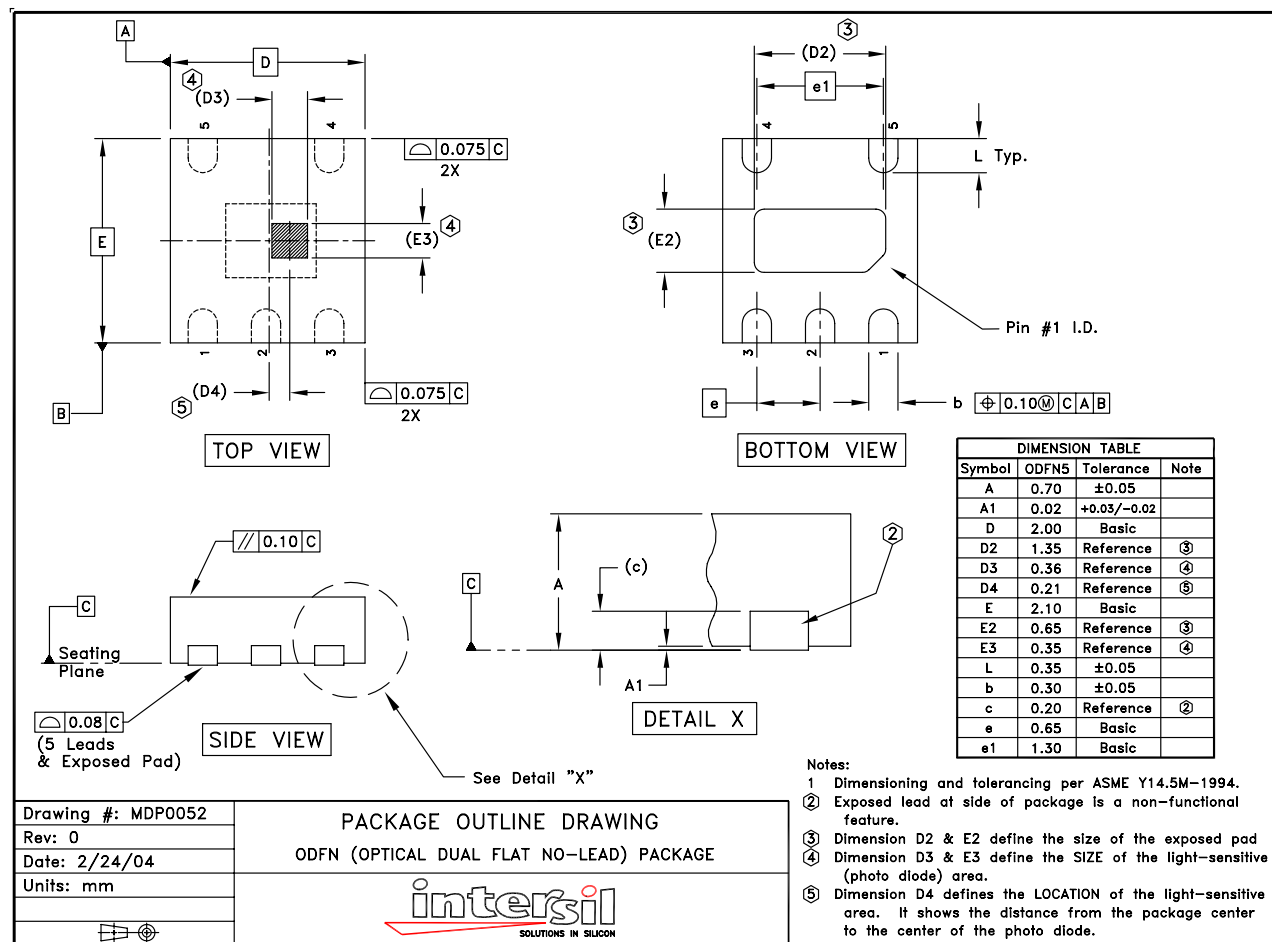 A
D
4
(D3)
5
4
⌓ 0.075 C
2X
E
(E3) 4
1
2
3
5 (D4)
B
⌓ 0.075 C
2X
TOP VIEW
3
(D2)
e1
4
5
L Typ.
3
(E2)
Pin #1 I.D.
3
2
1
e
b ⌖ 0.10Ⓜ C A B
BOTTOM VIEW
DIMENSION TABLE
Symbol ODFN5 Tolerance Note
A 0.70 ±0.05
A1 0.02 +0.03/−0.02
D 2.00 Basic
D2 1.35 Reference 3
D3 0.36 Reference 4
D4 0.21 Reference 5
E 2.10 Basic
E2 0.65 Reference 3
E3 0.35 Reference 4
L 0.35 ±0.05
b 0.30 ±0.05
c 0.20 Reference 2
e 0.65 Basic
e1 1.30 Basic
// 0.10 C
C
Seating
Plane
⌓ 0.08 C
(5 Leads
& Exposed Pad)
SIDE VIEW
See Detail "X"
C
A
(c)
2
A1
DETAIL X
Notes:
1 Dimensioning and tolerancing per ASME Y14.5M−1994.
2 Exposed lead at side of package is a non−functional
feature.
3 Dimension D2 & E2 define the size of the exposed pad
4 Dimension D3 & E3 define the SIZE of the light−sensitive
(photo diode) area.
5 Dimension D4 defines the LOCATION of the light−sensitive
area. It shows the distance from the package center
to the center of the photo diode.
Drawing #: MDP0052
Rev: 0
Date: 2/24/04
Units: mm
PACKAGE OUTLINE DRAWING
ODFN (OPTICAL DUAL FLAT NO−LEAD) PACKAGE
intersil
SOLUTIONS IN SILICON